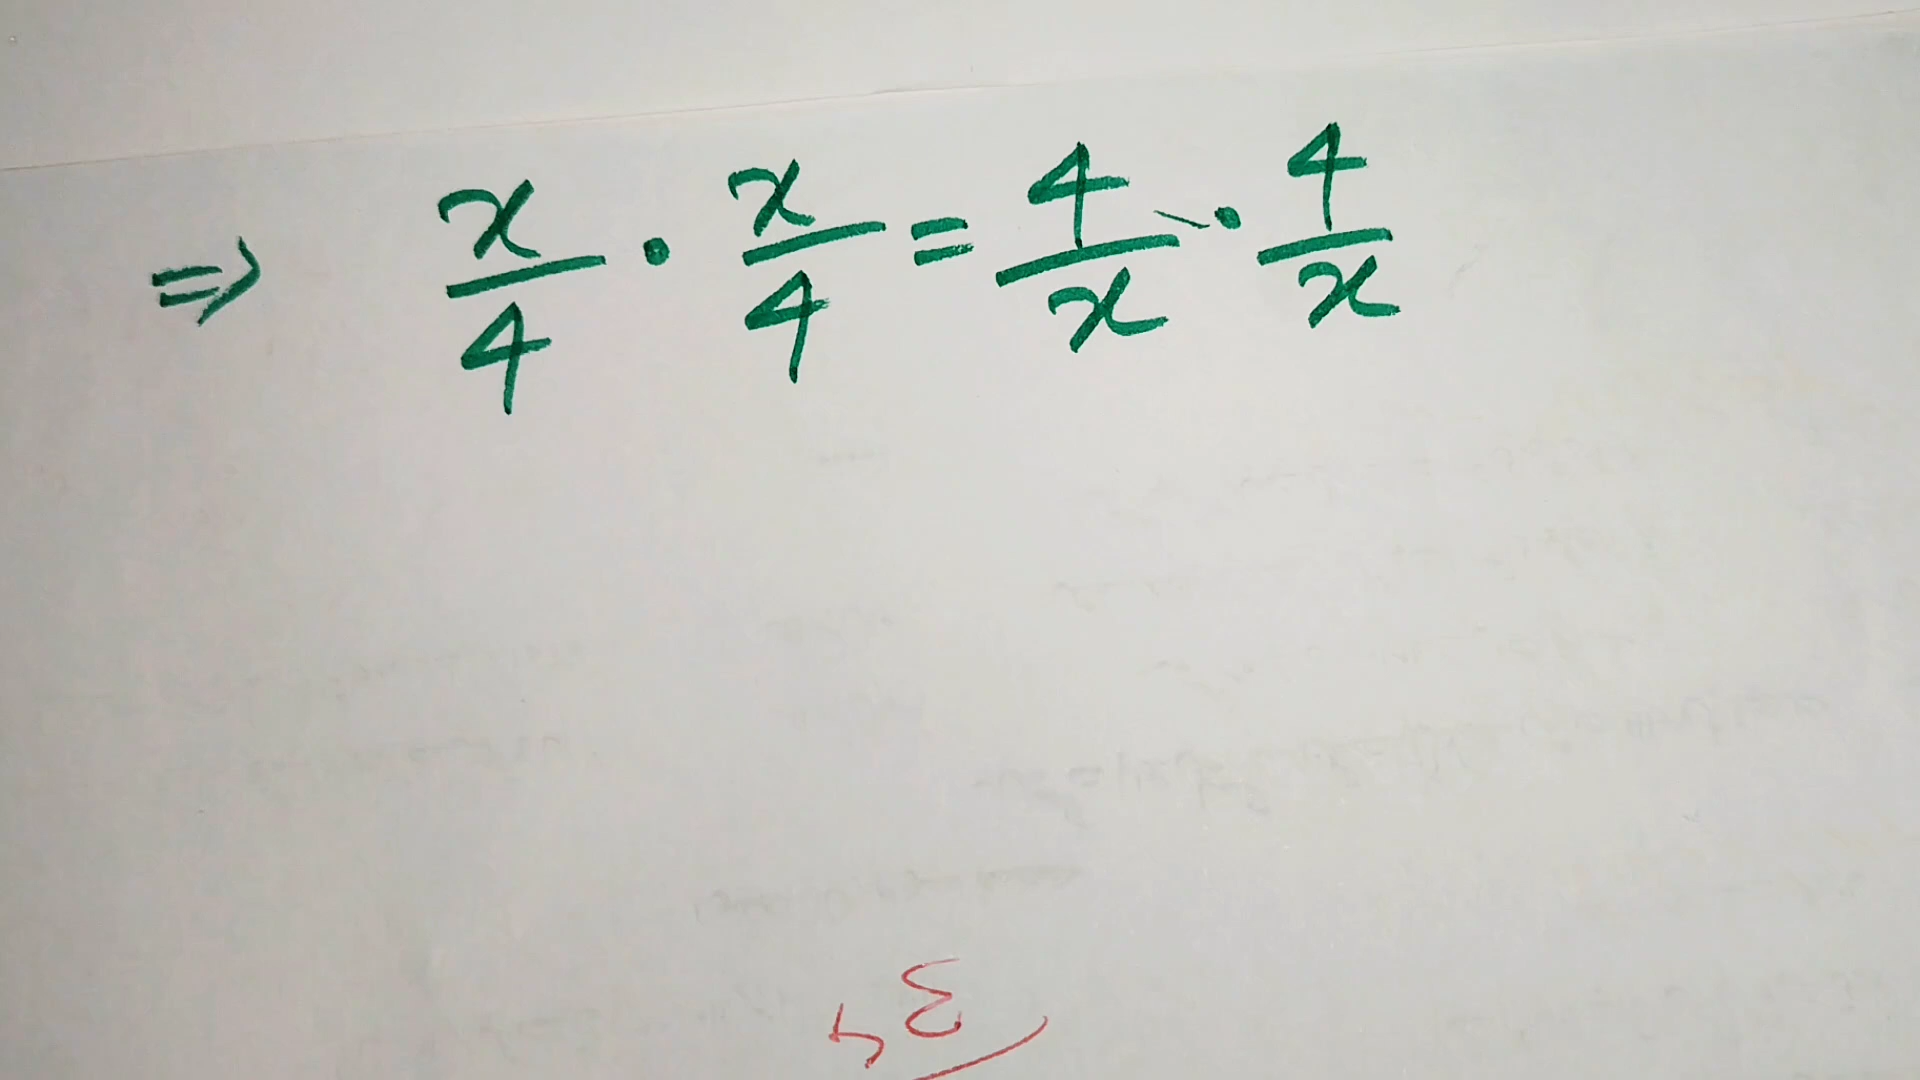 ⇒ x/4 · x/4 = 4/x · 4/x